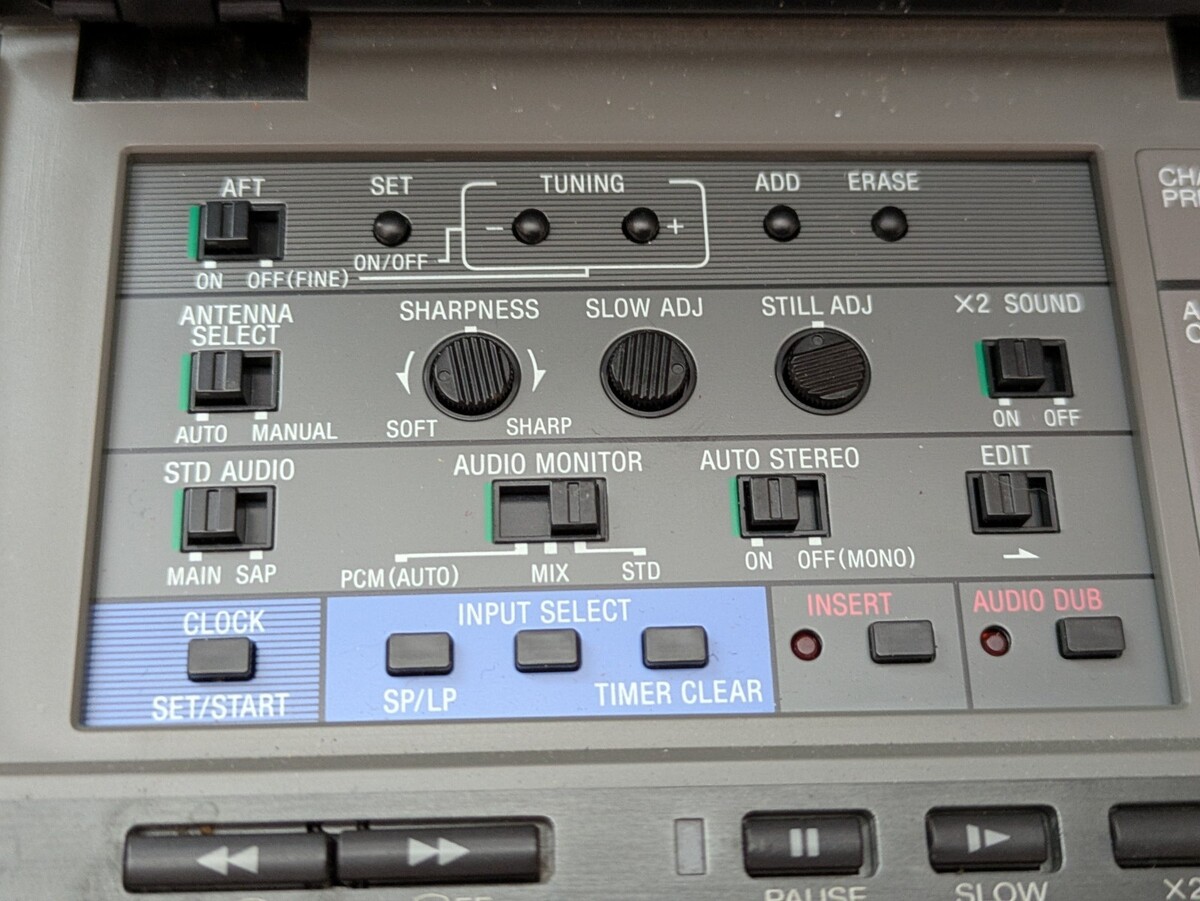 AFT
SET
TUNING
ADD
ERASE
− +
ON/OFF
ON OFF(FINE)
ANTENNA
SELECT
SHARPNESS
SLOW ADJ
STILL ADJ
X2 SOUND
AUTO MANUAL
SOFT SHARP
ON OFF
STD AUDIO
AUDIO MONITOR
AUTO STEREO
EDIT
MAIN SAP
PCM(AUTO) MIX STD
ON OFF(MONO)
CLOCK
INPUT SELECT
INSERT
AUDIO DUB
SET/START
SP/LP
TIMER CLEAR
PAUSE
SLOW
X2